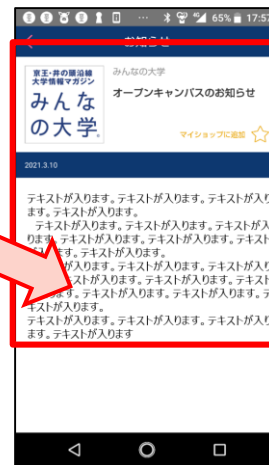 65% 17:57
お知らせ
京王・井の頭沿線
大学情報マガジン
みんな
の大学
みんなの大学
オープンキャンパスのお知らせ
マイショップに追加
2021.3.10
テキストが入ります。テキストが入ります。テキストが入り
ます。テキストが入ります。
テキストが入ります。テキストが入ります。テキストが入
ります。テキストが入ります。テキストが入ります。テキスト
ます。テキストが入ります。
が入ります。テキストが入ります。テキストが入り
ストが入ります。テキストが入ります。テキスト
ます。テキストが入ります。テキストが入ります。テ
キストが入ります。
テキストが入ります。テキストが入ります。テキストが入り
ます。テキストが入ります